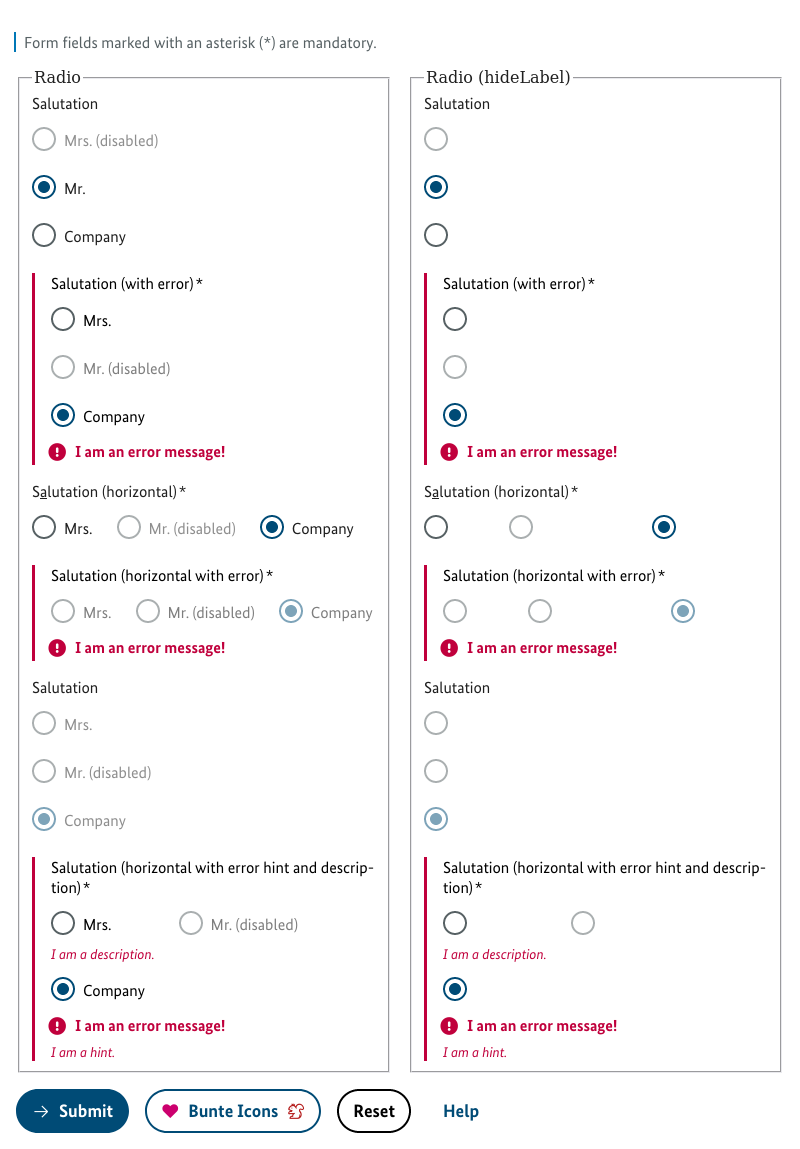 Form fields marked with an asterisk (*) are mandatory.
Radio
Salutation
Mrs. (disabled)
Mr.
Company
Salutation (with error)*
Mrs.
Mr. (disabled)
Company
I am an error message!
Salutation (horizontal)*
Mrs. Mr. (disabled) Company
Salutation (horizontal with error)*
Mrs. Mr. (disabled) Company
I am an error message!
Salutation
Mrs.
Mr. (disabled)
Company
Salutation (horizontal with error hint and descrip-
tion)*
Mrs. Mr. (disabled)
I am a description.
Company
I am an error message!
I am a hint.
Radio (hideLabel)
Salutation
Salutation (with error)*
I am an error message!
Salutation (horizontal)*
Salutation (horizontal with error)*
I am an error message!
Salutation
Salutation (horizontal with error hint and descrip-
tion)*
I am a description.
I am an error message!
I am a hint.
Submit Bunte Icons Reset Help